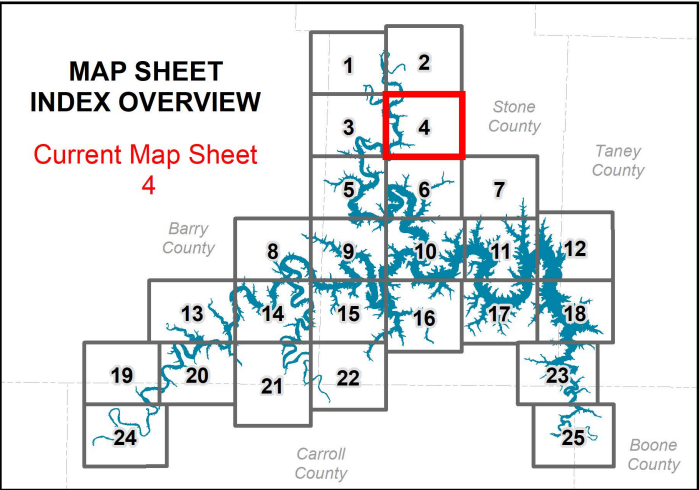 MAP SHEET
INDEX OVERVIEW
Current Map Sheet
4
1
2
3
4
Stone
County
Taney
County
5
6
7
Barry
County
8
9
10
11
12
13
14
15
16
17
18
19
20
21
22
23
24
25
Carroll
County
Boone
County